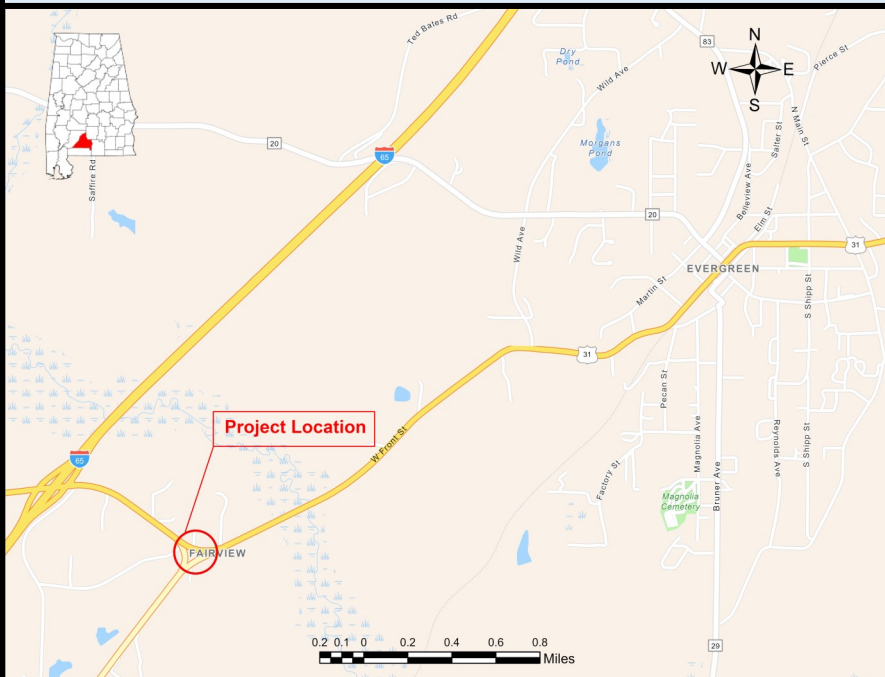 Ted Bates Rd
83
N
W
E
S
Pierce St
Dry
Pond
Wild Ave
N Main St
Salter St
20
65
Morgans
Pond
Saffire Rd
Belleview Ave
Elm St
20
Wild Ave
31
EVERGREEN
Martin St
S Shipp St
31
Pecan St
Project Location
W Front St
Magnolia Ave
Reynolds Ave
S Shipp St
65
Factory St
Bruner Ave
Magnolia
Cemetery
FAIRVIEW
0.2 0.1 0 0.2 0.4 0.6 0.8
Miles
29